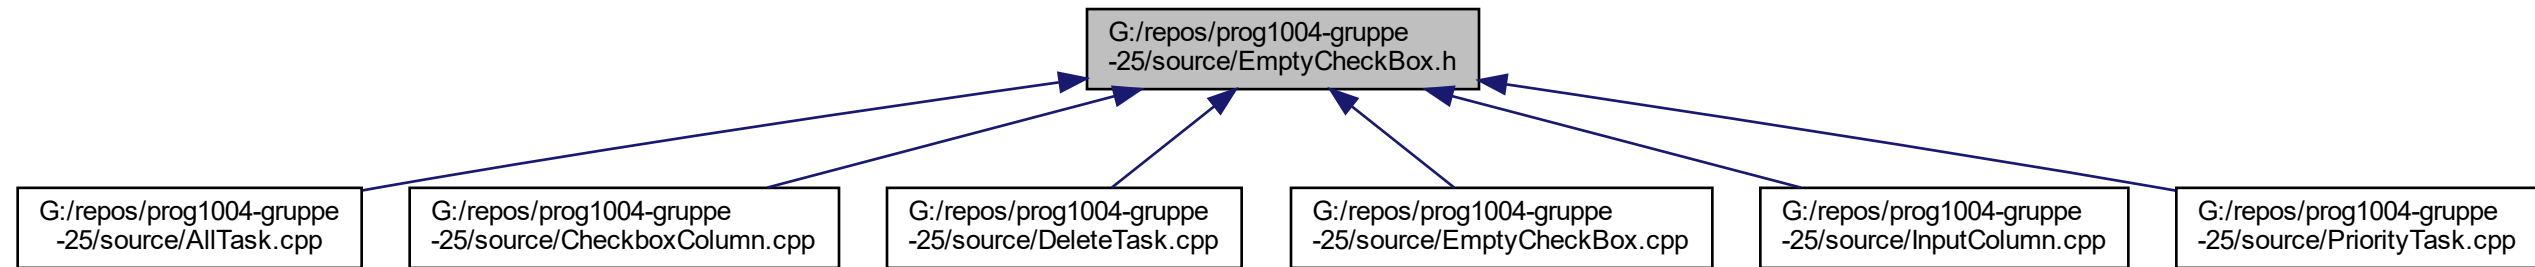 G:/repos/prog1004-gruppe
-25/source/EmptyCheckBox.h
G:/repos/prog1004-gruppe
-25/source/AllTask.cpp
G:/repos/prog1004-gruppe
-25/source/CheckboxColumn.cpp
G:/repos/prog1004-gruppe
-25/source/DeleteTask.cpp
G:/repos/prog1004-gruppe
-25/source/EmptyCheckBox.cpp
G:/repos/prog1004-gruppe
-25/source/InputColumn.cpp
G:/repos/prog1004-gruppe
-25/source/PriorityTask.cpp